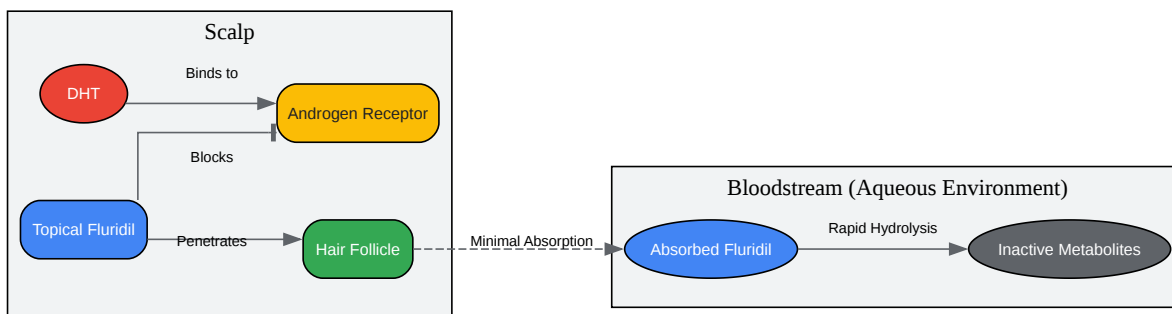 Scalp
DHT
Binds to
Androgen Receptor
Blocks
Topical Fluridil
Penetrates
Hair Follicle
Minimal Absorption
Bloodstream (Aqueous Environment)
Absorbed Fluridil
Rapid Hydrolysis
Inactive Metabolites